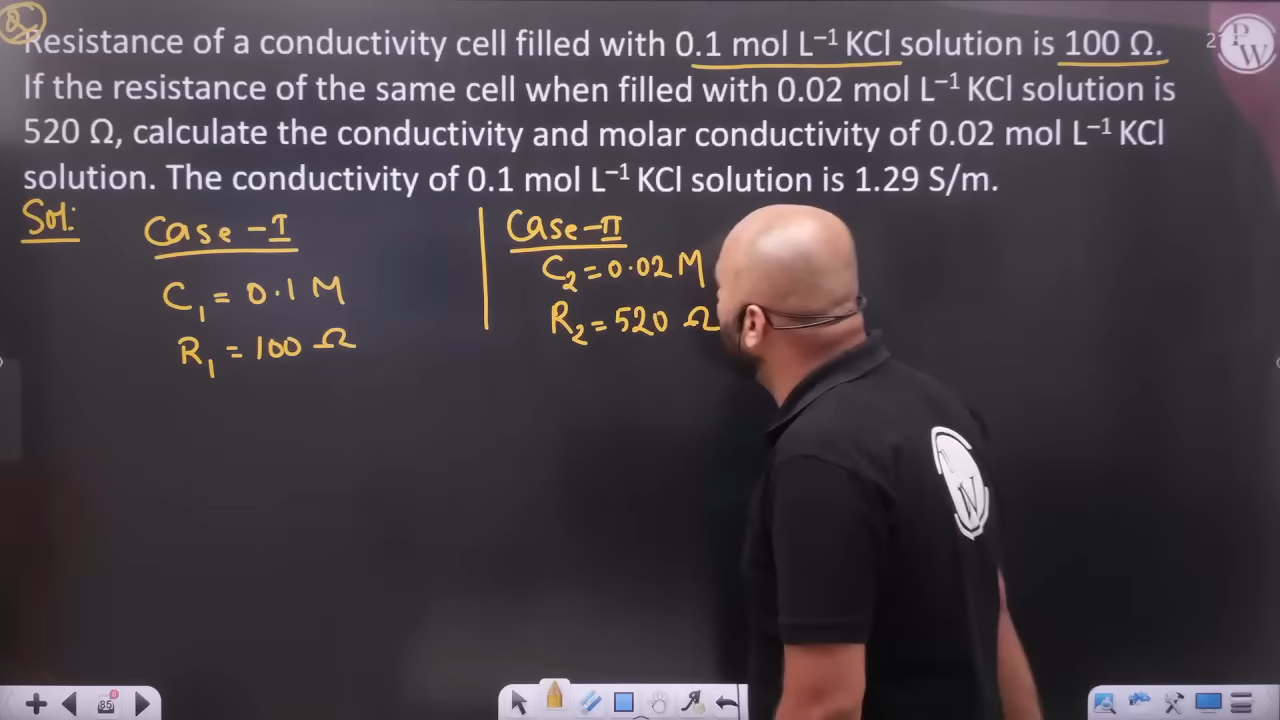 Resistance of a conductivity cell filled with 0.1 mol L⁻¹ KCl solution is 100 Ω.
If the resistance of the same cell when filled with 0.02 mol L⁻¹ KCl solution is
520 Ω, calculate the conductivity and molar conductivity of 0.02 mol L⁻¹ KCl
solution. The conductivity of 0.1 mol L⁻¹ KCl solution is 1.29 S/m.
PW
Sol:
Case - I
C₁ = 0.1 M
R₁ = 100 Ω
Case - II
C₂ = 0.02 M
R₂ = 520 Ω
W
85